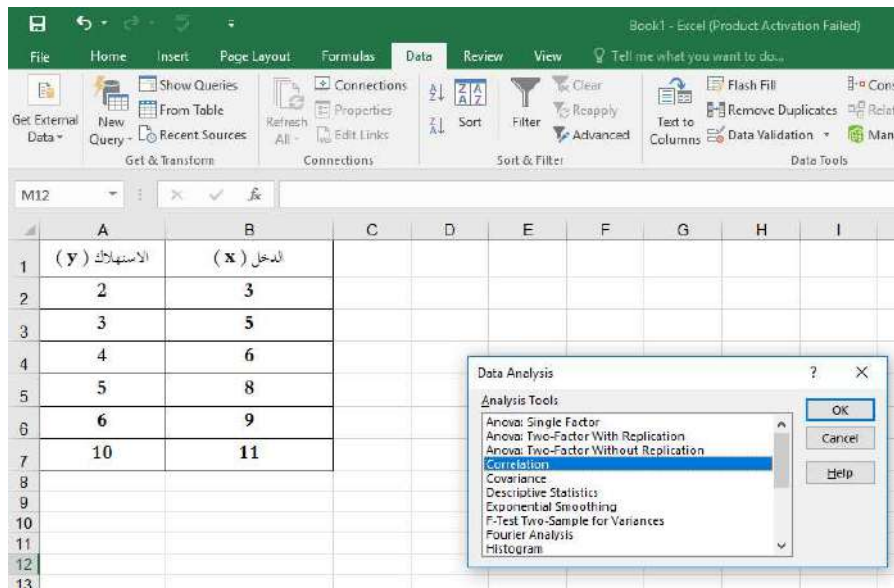 Book1 - Excel (Product Activation Failed)
File Home Insert Page Layout Formulas Data Review View Tell me what you want to do...
Get External Data
New Query
Show Queries
From Table
Recent Sources
Get & Transform
Refresh All
Connections
Properties
Edit Links
Connections
Sort
Filter
Clear
Reapply
Advanced
Sort & Filter
Text to Columns
Flash Fill
Remove Duplicates
Data Validation
Data Tools
Cons
Relat
Man
M12 fx
A B C D E F G H I
1 الاستهلاك ( y ) الدخل ( x )
2 2 3
3 3 5
4 4 6
5 5 8
6 6 9
7 10 11
8
9
10
11
12
13
Data Analysis ?
Analysis Tools
Anova: Single Factor
Anova: Two-Factor With Replication
Anova: Two-Factor Without Replication
Correlation
Covariance
Descriptive Statistics
Exponential Smoothing
F-Test Two-Sample for Variances
Fourier Analysis
Histogram
OK
Cancel
Help